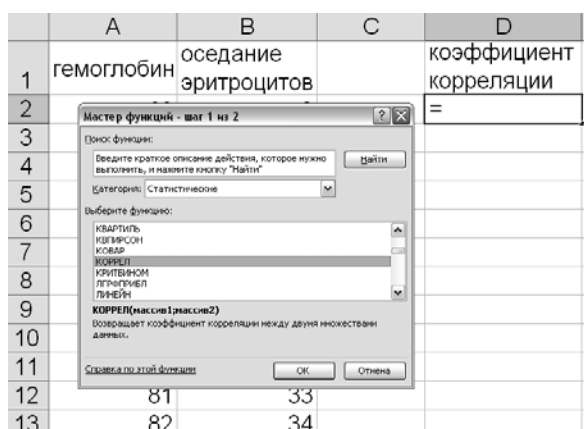 A B C D
1 гемоглобин оседание эритроцитов коэффициент корреляции
2 =
Мастер функций - шаг 1 из 2
3
Поиск функции:
4 Введите краткое описание действия, которое нужно выполнить, и нажмите кнопку "Найти" Найти
5 Категория: Статистические
Выберите функцию:
6 КВАРТИЛЬ
КВПИРСОН
7 КОВАР
КОРРЕЛ
8 КРИТБИНОМ
ЛГРФПРИБЛ
ЛИНЕЙН
9 КОРРЕЛ(массив1;массив2)
10 Возвращает коэффициент корреляции между двумя множествами данных.
11 Справка по этой функции OK Отмена
12 81 33
13 82 34